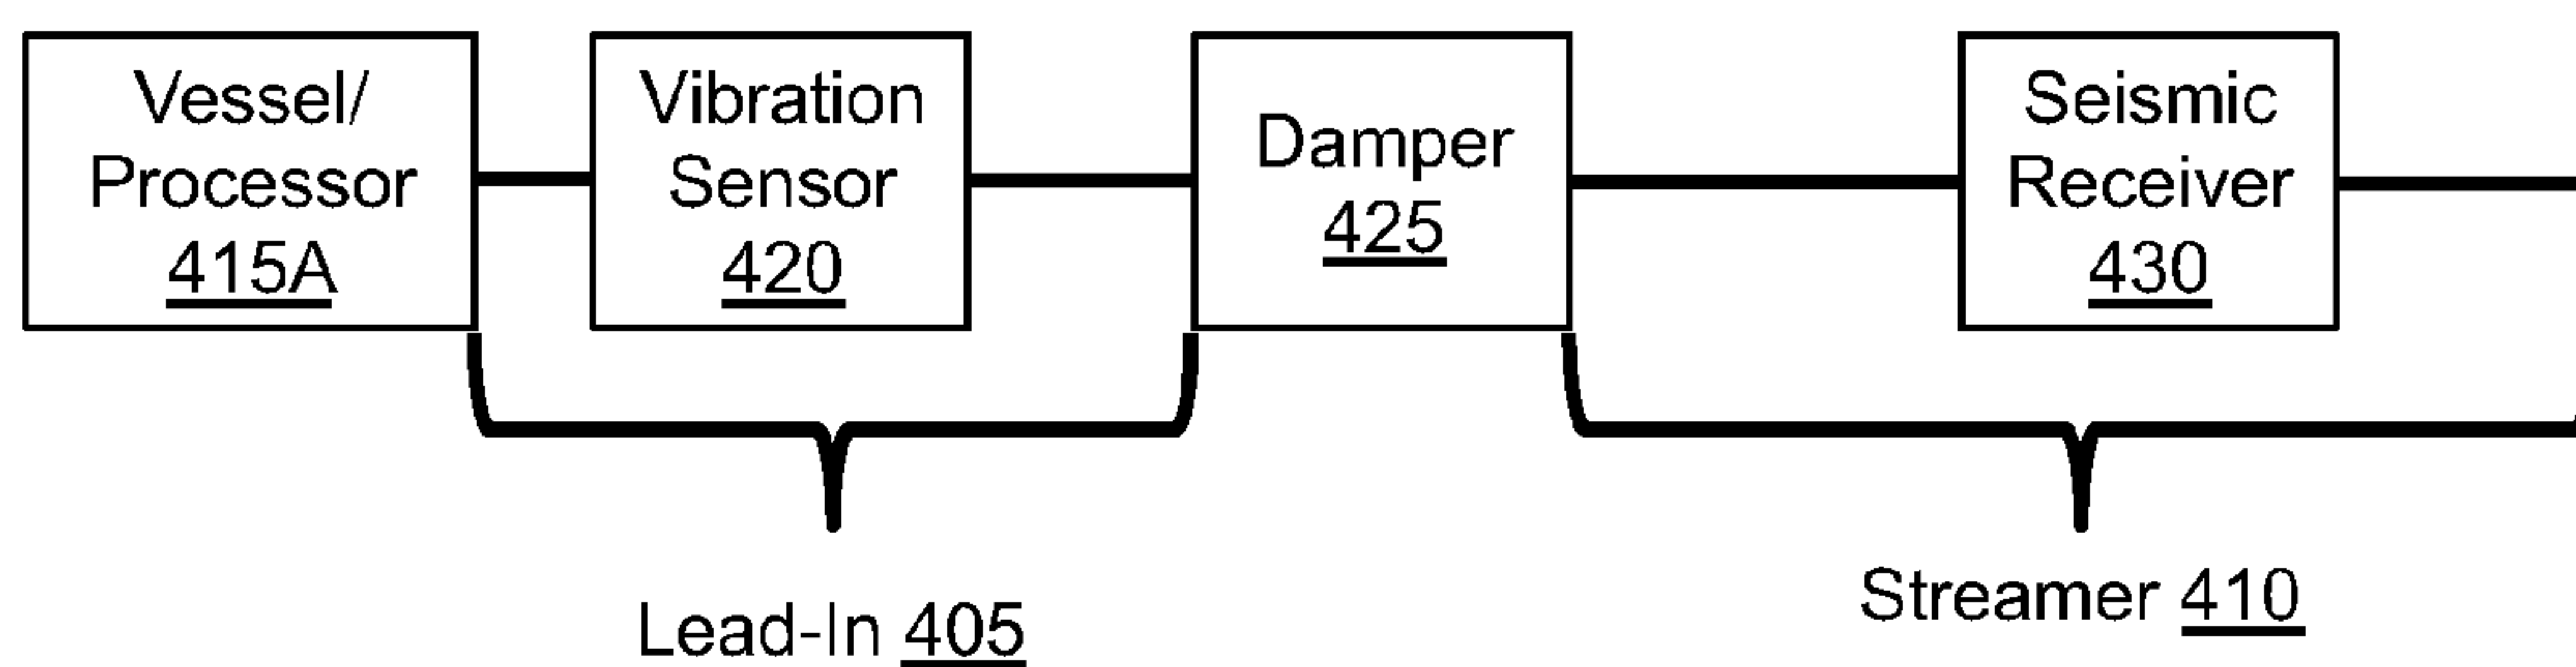 Vessel/
Processor
415A
Vibration
Sensor
420
Damper
425
Seismic
Receiver
430
Lead-In 405
Streamer 410